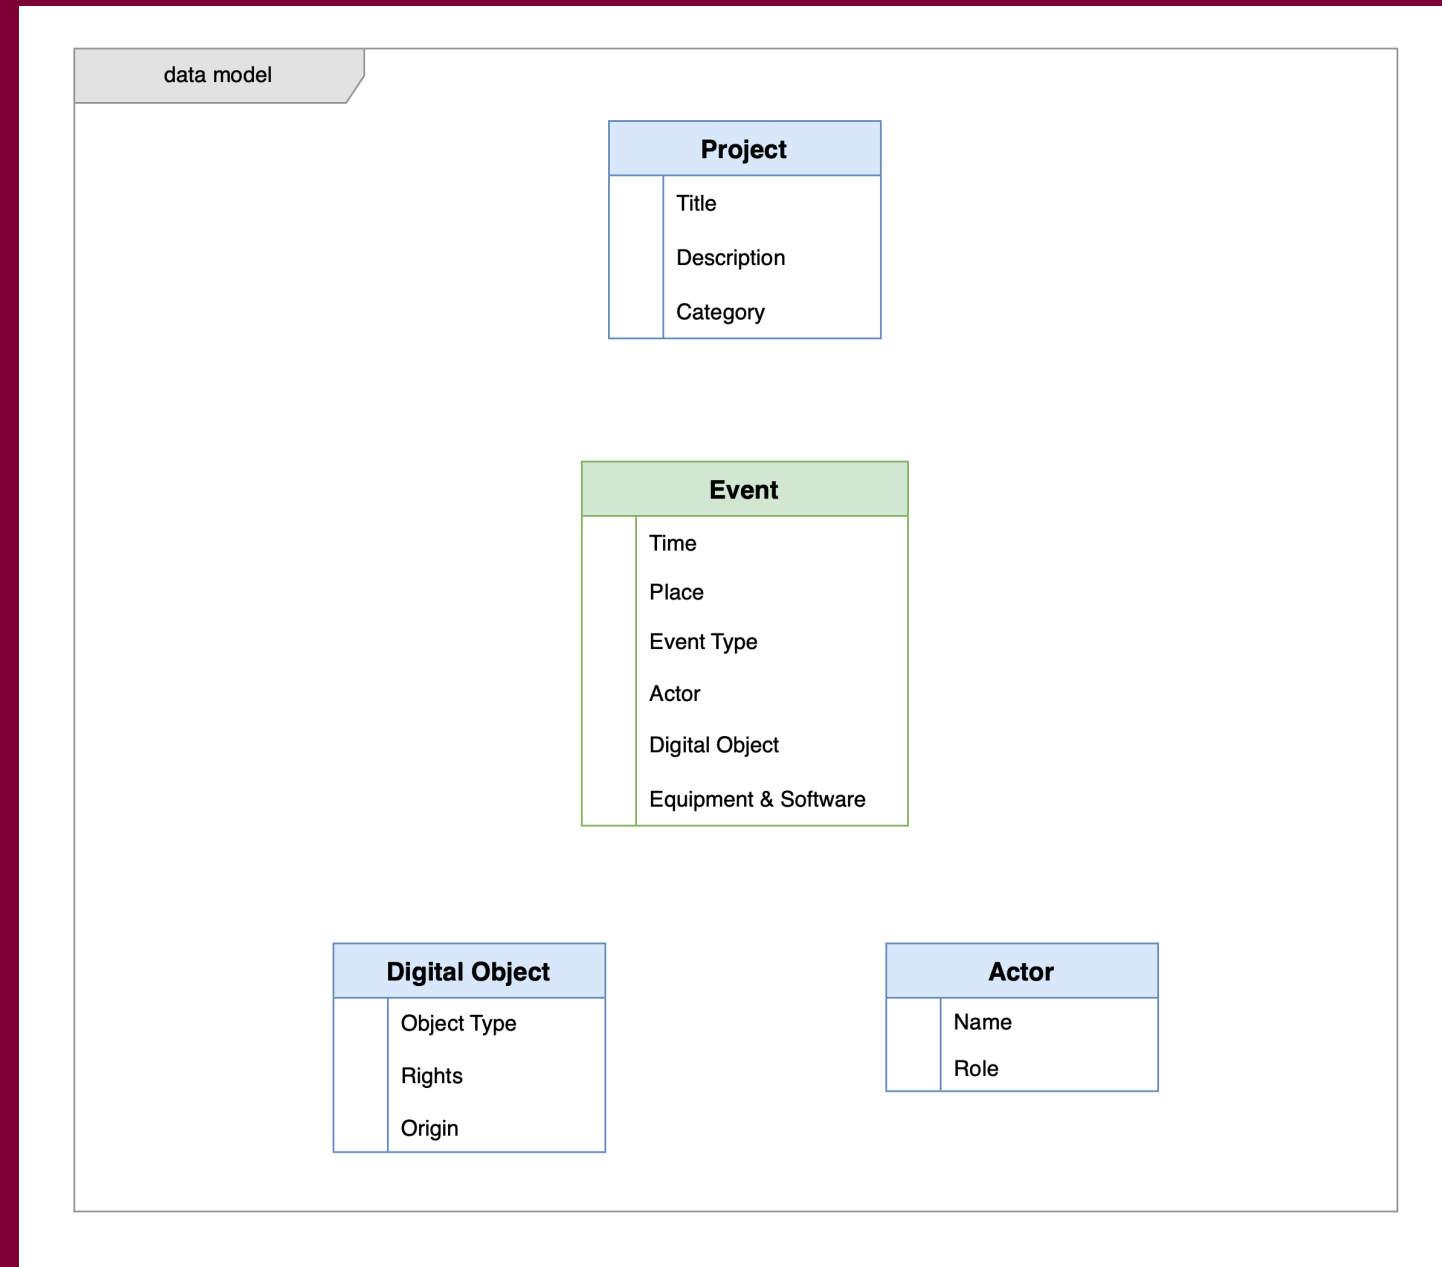 data model
Project
Title
Description
Category
Event
Time
Place
Event Type
Actor
Digital Object
Equipment & Software
Digital Object
Object Type
Rights
Origin
Actor
Name
Role